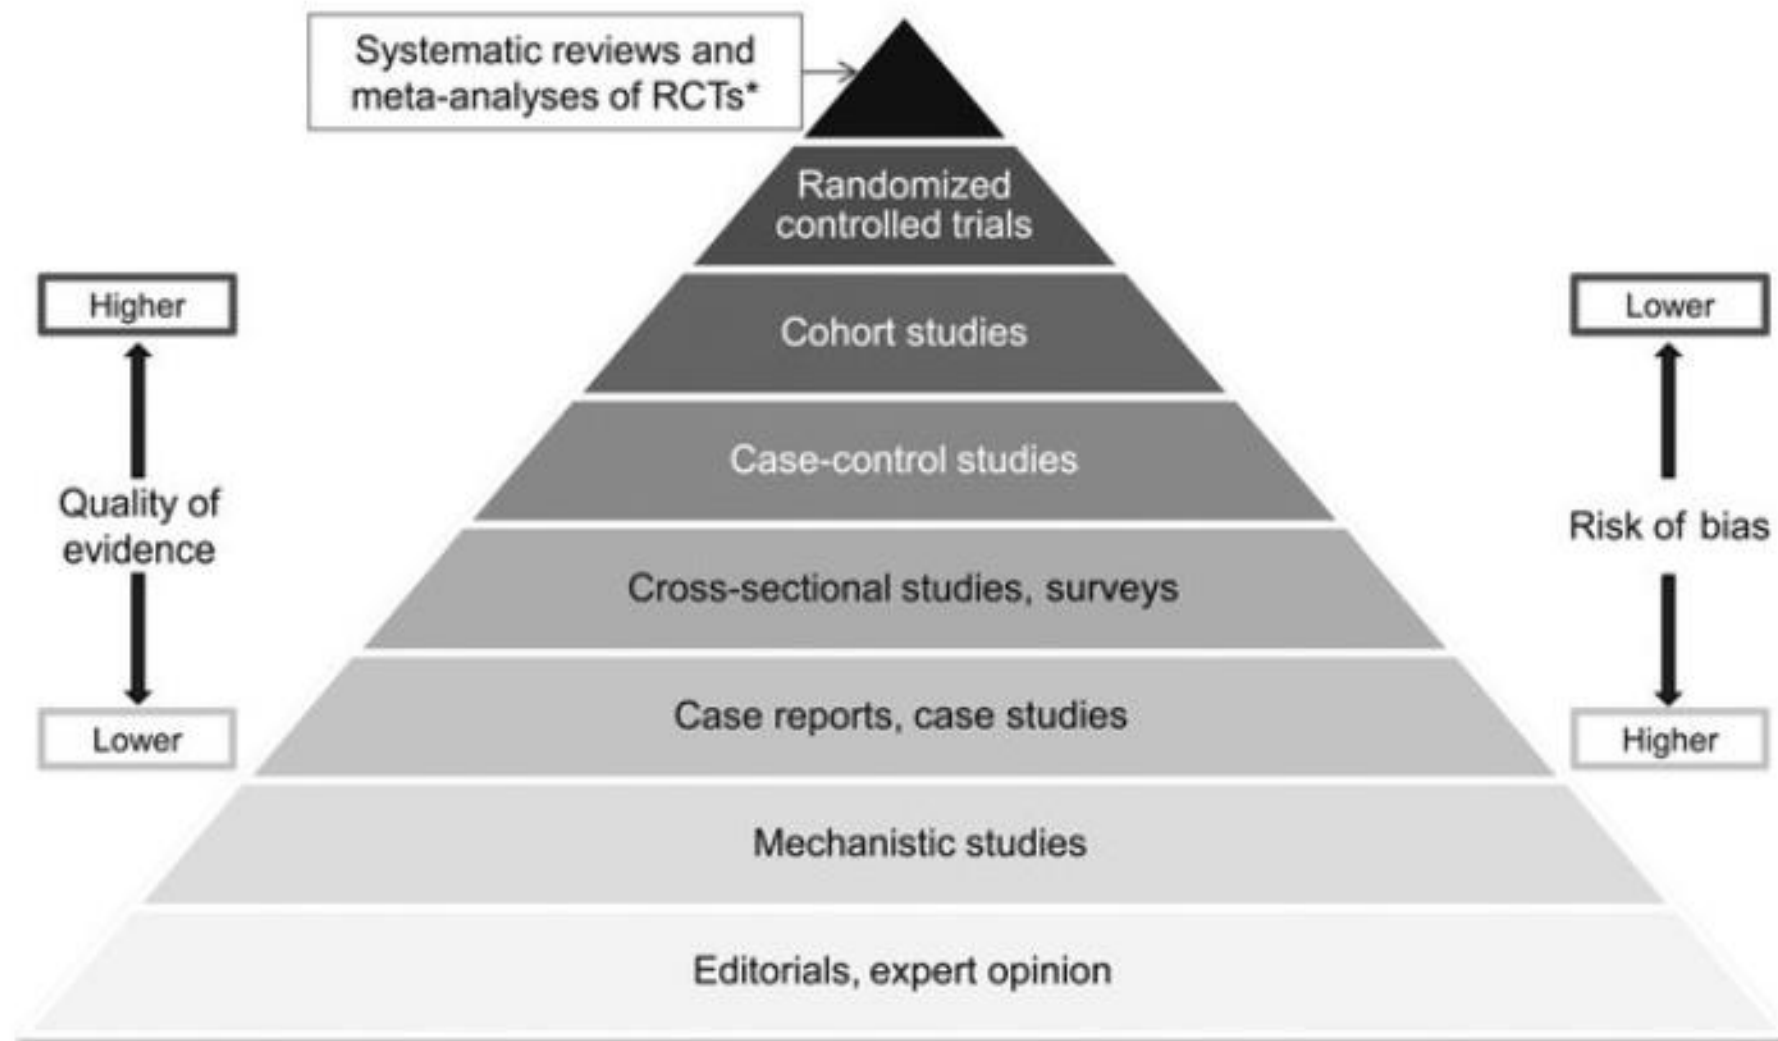 Systematic reviews and
meta-analyses of RCTs*
Randomized
controlled trials
Cohort studies
Case-control studies
Cross-sectional studies, surveys
Case reports, case studies
Mechanistic studies
Editorials, expert opinion
Higher
Quality of
evidence
Lower
Lower
Risk of bias
Higher